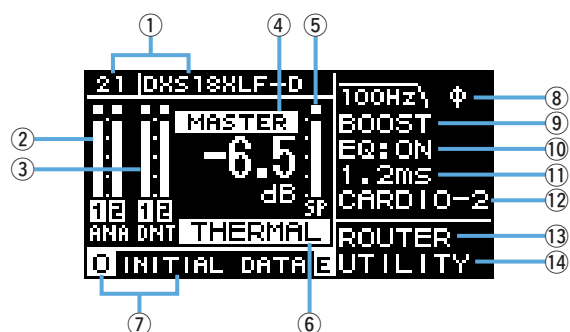 ① ④ ⑤
21 DXS18XLF-D
② ③
MASTER
-6.5
dB
1 2 1 2 SP
ANA DNT
THERMAL
0 INITIAL DATA E
⑦ ⑥
100Hz ϕ ⑧
BOOST ⑨
EQ:ON ⑩
1.2ms ⑪
CARDIO-2 ⑫
ROUTER ⑬
UTILITY ⑭